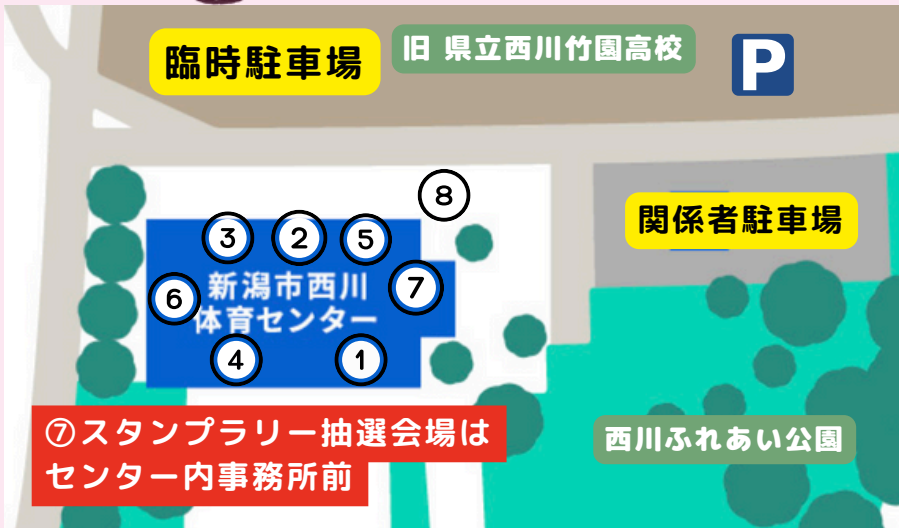 臨時駐車場
旧 県立西川竹園高校
P
関係者駐車場
⑧
③
②
⑤
⑦
⑥
新潟市西川
体育センター
④
①
⑦スタンプラリー抽選会場は
センター内事務所前
西川ふれあい公園